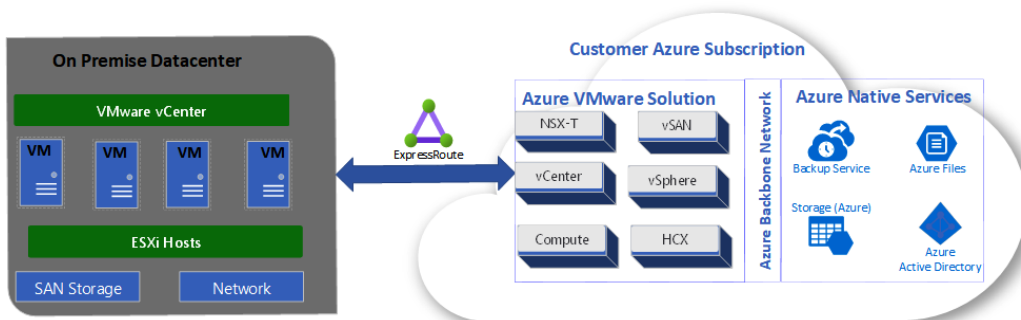 On Premise Datacenter
VMware vCenter
VM
VM
VM
VM
ESXi Hosts
SAN Storage
Network
ExpressRoute
Customer Azure Subscription
Azure VMware Solution
NSX-T
vSAN
vCenter
vSphere
Compute
HCX
Azure Backbone Network
Azure Native Services
Backup Service
Azure Files
Storage (Azure)
Azure
Active Directory